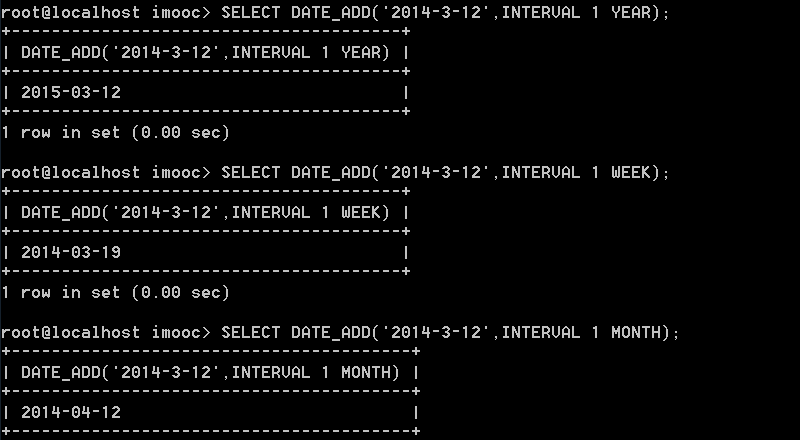 root@localhost imooc> SELECT DATE_ADD('2014-3-12',INTERVAL 1 YEAR);
+----------------------------------------+
| DATE_ADD('2014-3-12',INTERVAL 1 YEAR) |
+----------------------------------------+
| 2015-03-12                             |
+----------------------------------------+
1 row in set (0.00 sec)
root@localhost imooc> SELECT DATE_ADD('2014-3-12',INTERVAL 1 WEEK);
+----------------------------------------+
| DATE_ADD('2014-3-12',INTERVAL 1 WEEK) |
+----------------------------------------+
| 2014-03-19                             |
+----------------------------------------+
1 row in set (0.00 sec)
root@localhost imooc> SELECT DATE_ADD('2014-3-12',INTERVAL 1 MONTH);
+-----------------------------------------+
| DATE_ADD('2014-3-12',INTERVAL 1 MONTH) |
+-----------------------------------------+
| 2014-04-12                              |
+-----------------------------------------+